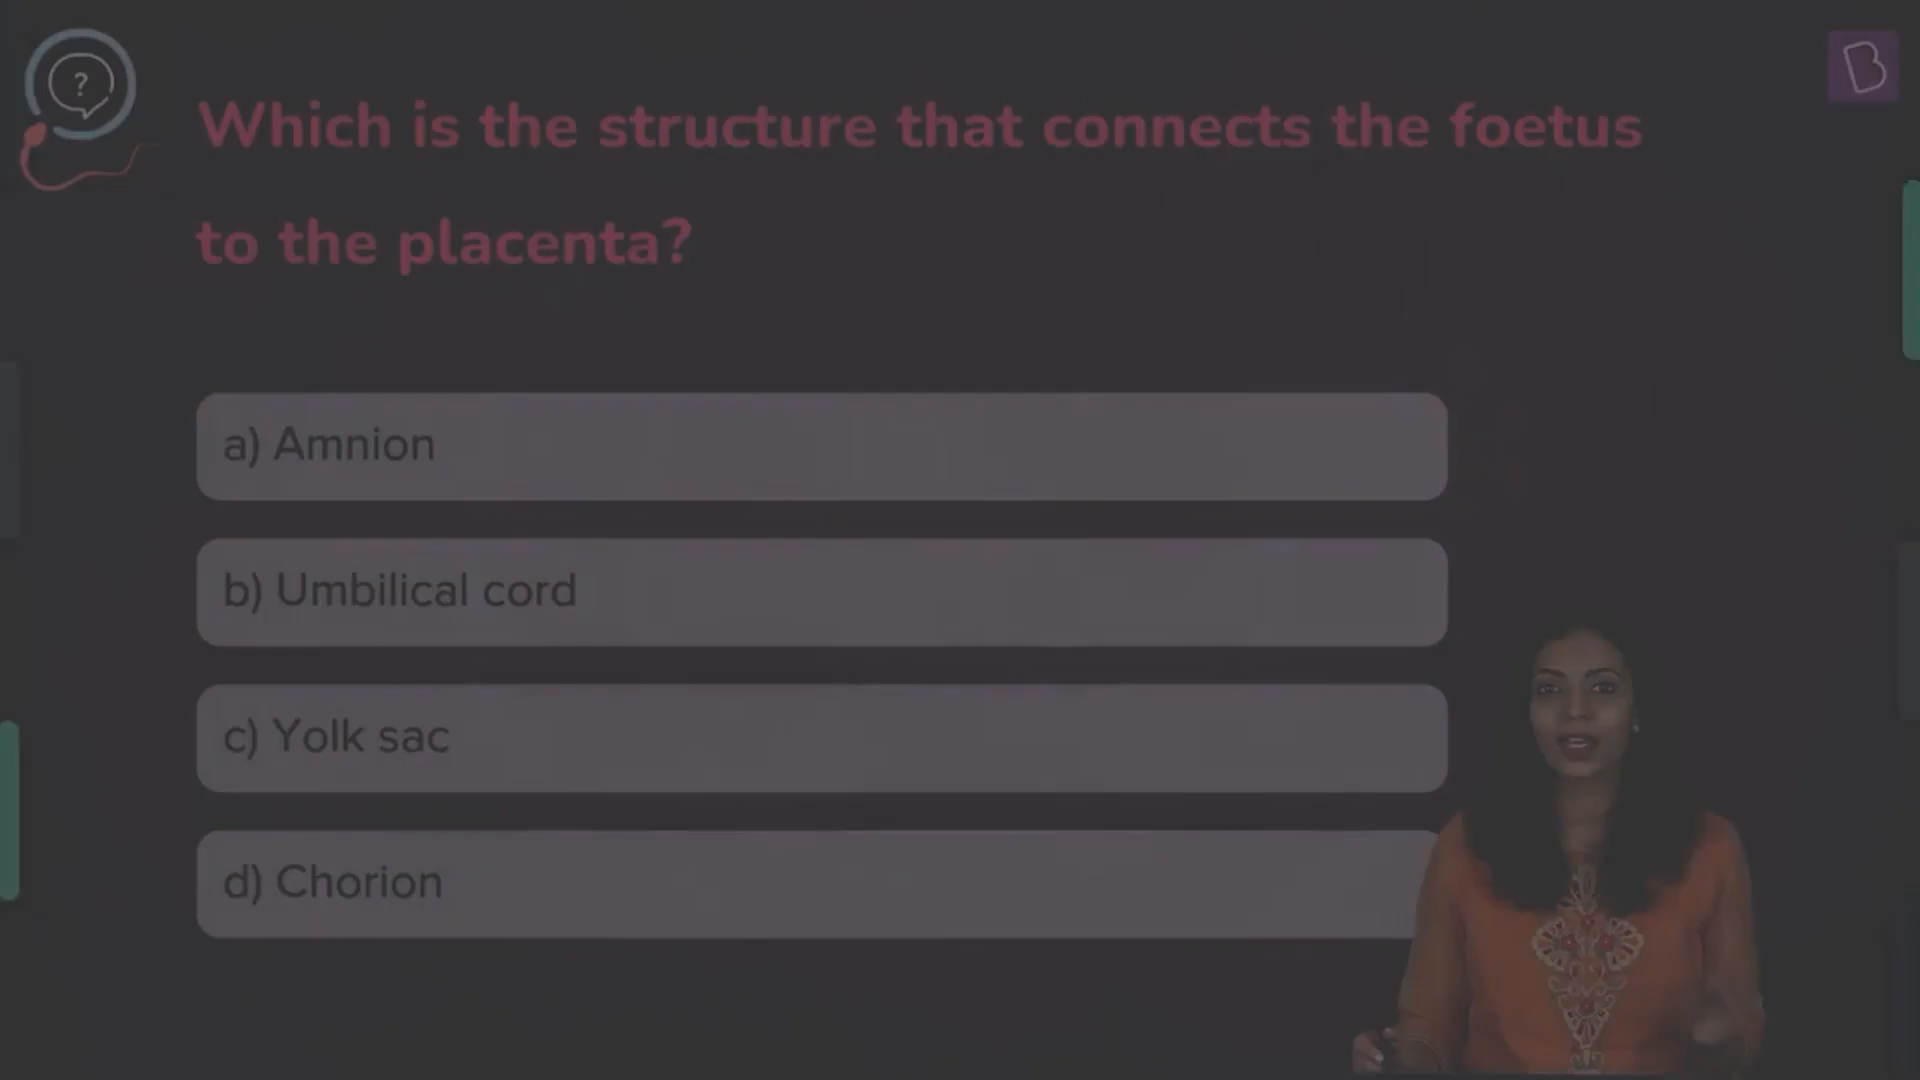 ?
B
Which is the structure that connects the foetus
to the placenta?
a) Amnion
b) Umbilical cord
c) Yolk sac
d) Chorion